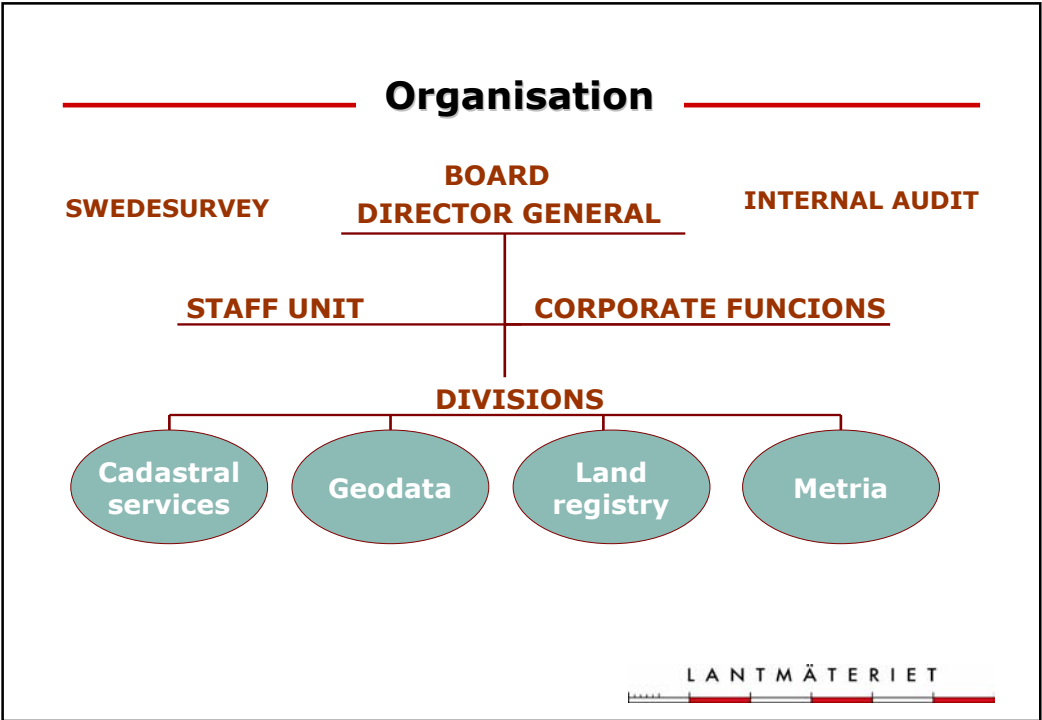 Organisation
BOARD
SWEDESURVEY
DIRECTOR GENERAL
INTERNAL AUDIT
STAFF UNIT
CORPORATE FUNCIONS
DIVISIONS
Cadastral
services
Geodata
Land
registry
Metria
LANTMÄTERIET